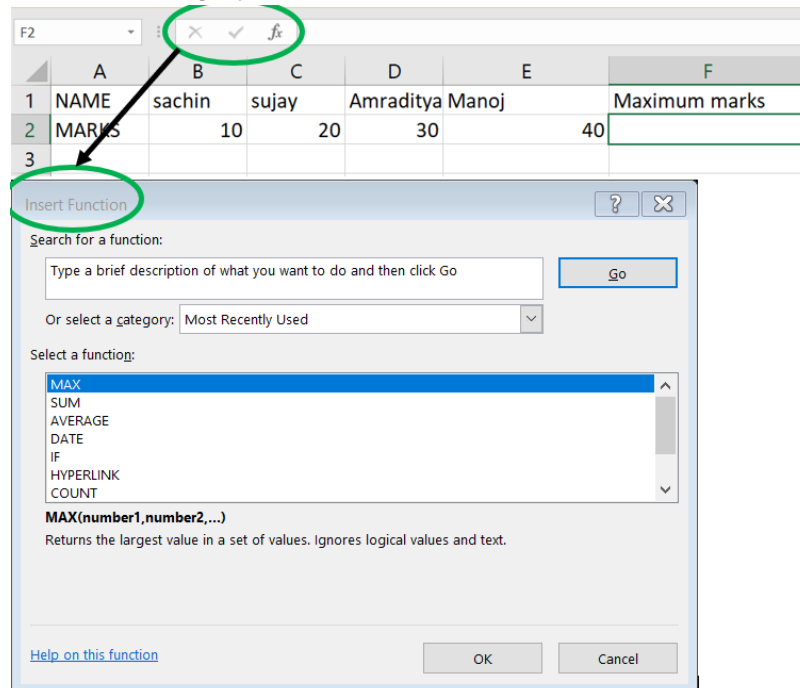 F2 fx
A B C D E F
1 NAME sachin sujay Amraditya Manoj Maximum marks
2 MARKS 10 20 30 40
3
Insert Function ?
Search for a function:
Type a brief description of what you want to do and then click Go
Go
Or select a category: Most Recently Used
Select a function:
MAX
SUM
AVERAGE
DATE
IF
HYPERLINK
COUNT
MAX(number1,number2,...)
Returns the largest value in a set of values. Ignores logical values and text.
Help on this function OK Cancel